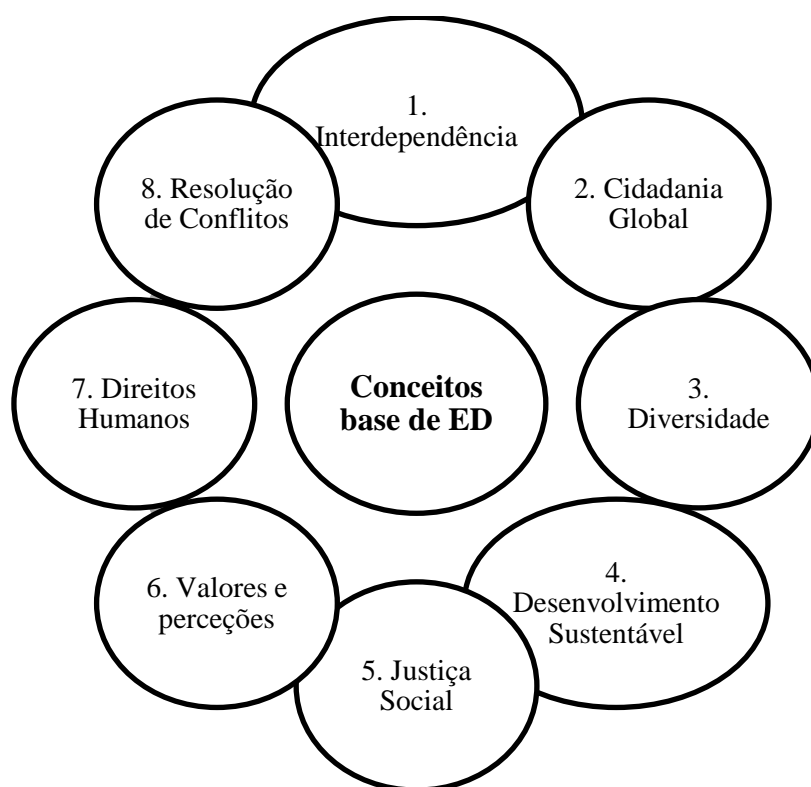 1.
Interdependência
2. Cidadania
Global
3.
Diversidade
4.
Desenvolvimento
Sustentável
5. Justiça
Social
6. Valores e
perceções
7. Direitos
Humanos
8. Resolução
de Conflitos
Conceitos
base de ED